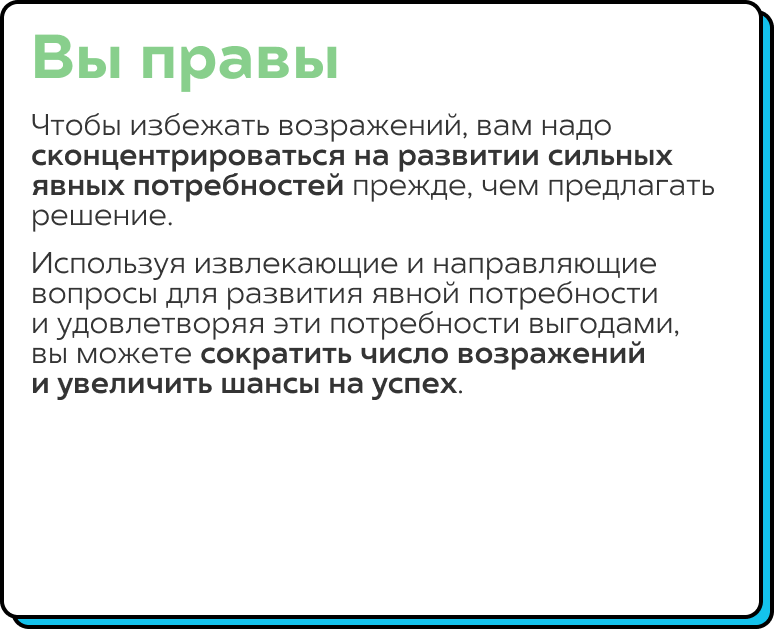 Вы правы
Чтобы избежать возражений, вам надо
сконцентрироваться на развитии сильных
явных потребностей прежде, чем предлагать
решение.
Используя извлекающие и направляющие
вопросы для развития явной потребности
и удовлетворяя эти потребности выгодами,
вы можете сократить число возражений
и увеличить шансы на успех.